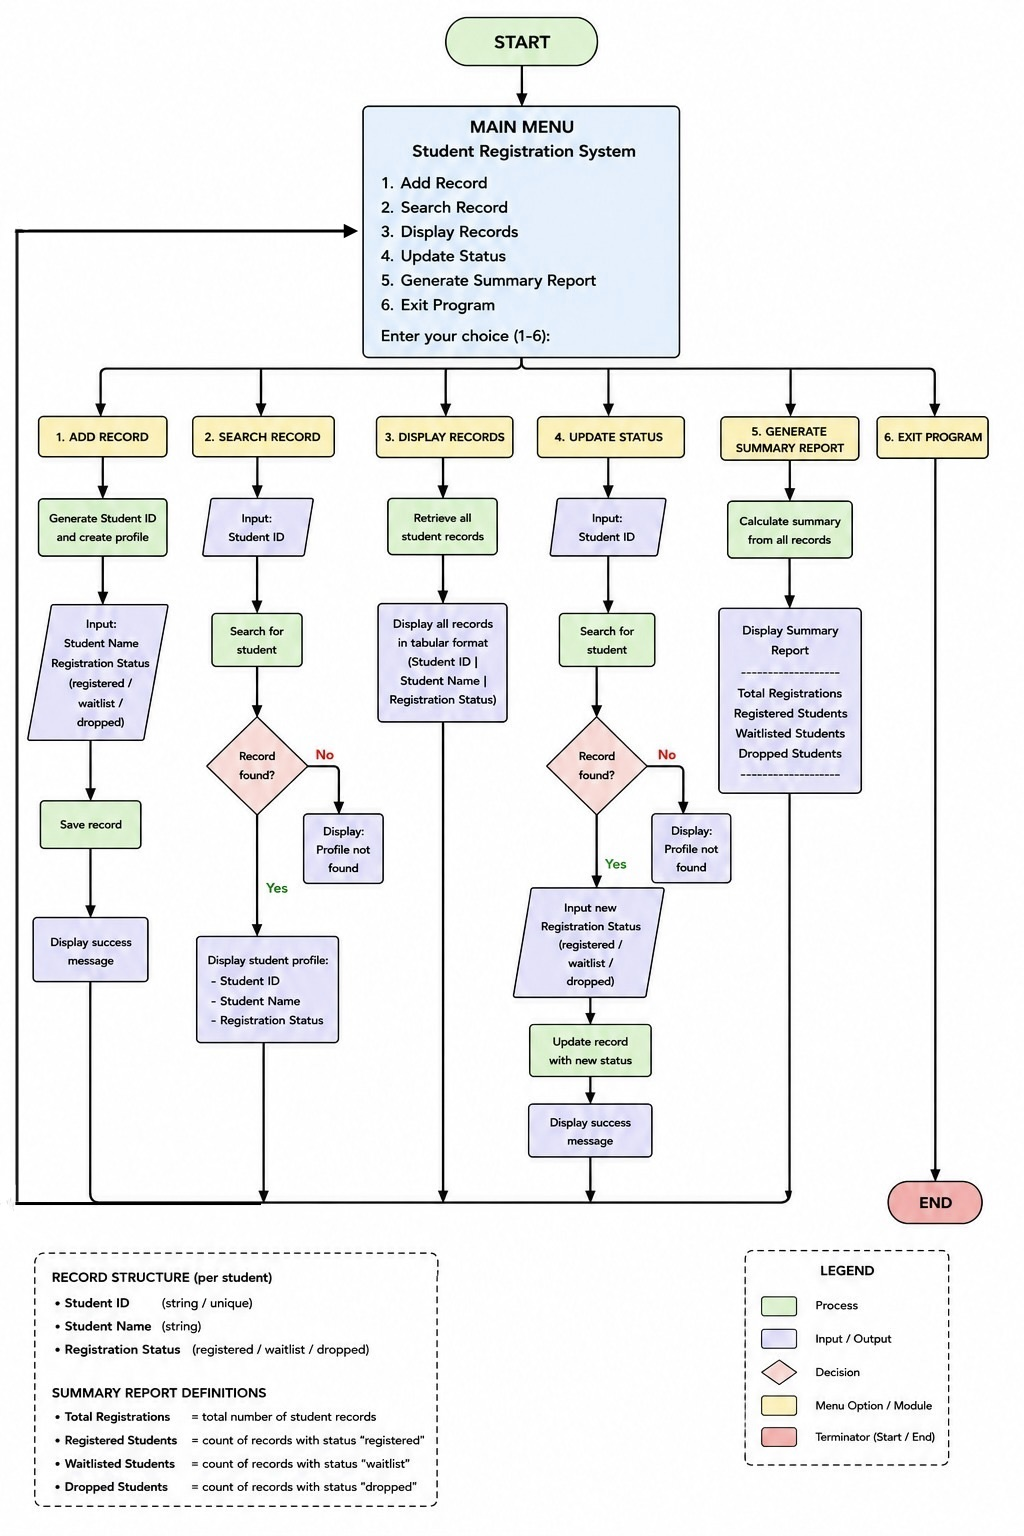 START
MAIN MENU
Student Registration System
1. Add Record
2. Search Record
3. Display Records
4. Update Status
5. Generate Summary Report
6. Exit Program
Enter your choice (1-6):
1. ADD RECORD
Generate Student ID
and create profile
Input:
Student Name
Registration Status
(registered /
waitlist /
dropped)
Save record
Display success
message
2. SEARCH RECORD
Input:
Student ID
Search for
student
Record
found?
No
Display:
Profile not
found
Yes
Display student profile:
- Student ID
- Student Name
- Registration Status
3. DISPLAY RECORDS
Retrieve all
student records
Display all records
in tabular format
(Student ID |
Student Name |
Registration Status)
4. UPDATE STATUS
Input:
Student ID
Search for
student
Record
found?
No
Display:
Profile not
found
Yes
Input new
Registration Status
(registered /
waitlist /
dropped)
Update record
with new status
Display success
message
5. GENERATE
SUMMARY REPORT
Calculate summary
from all records
Display Summary
Report
--------------------
Total Registrations
Registered Students
Waitlisted Students
Dropped Students
--------------------
6. EXIT PROGRAM
END
RECORD STRUCTURE (per student)
• Student ID (string / unique)
• Student Name (string)
• Registration Status (registered / waitlist / dropped)
SUMMARY REPORT DEFINITIONS
• Total Registrations = total number of student records
• Registered Students = count of records with status "registered"
• Waitlisted Students = count of records with status "waitlist"
• Dropped Students = count of records with status "dropped"
LEGEND
Process
Input / Output
Decision
Menu Option / Module
Terminator (Start / End)